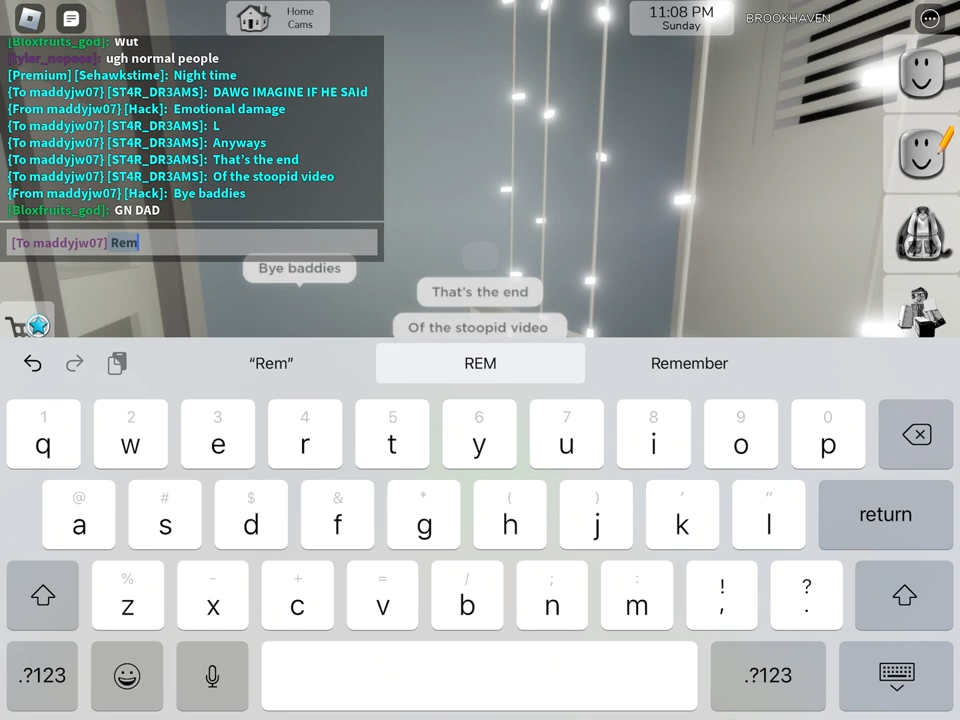 Home
Cams
11:08 PM
Sunday
BROOKHAVEN
[Bloxfruits_god]: Wut
[tyler_nopeos]: ugh normal people
[Premium] [Sehawkstime]: Night time
{To maddyjw07} [ST4R_DR3AMS]: DAWG IMAGINE IF HE SAId
{From maddyjw07} [Hack]: Emotional damage
{To maddyjw07} [ST4R_DR3AMS]: L
{To maddyjw07} [ST4R_DR3AMS]: Anyways
{To maddyjw07} [ST4R_DR3AMS]: That's the end
{To maddyjw07} [ST4R_DR3AMS]: Of the stoopid video
{From maddyjw07} [Hack]: Bye baddies
[Bloxfruits_god]: GN DAD
[To maddyjw07] Rem
Bye baddies
That's the end
Of the stoopid video
“Rem” REM Remember
1 2 3 4 5 6 7 8 9 0
q w e r t y u i o p
@ # $ & * ( ) ' "
a s d f g h j k l return
% - + = / ; : ! ?
z x c v b n m , .
.?123 .?123